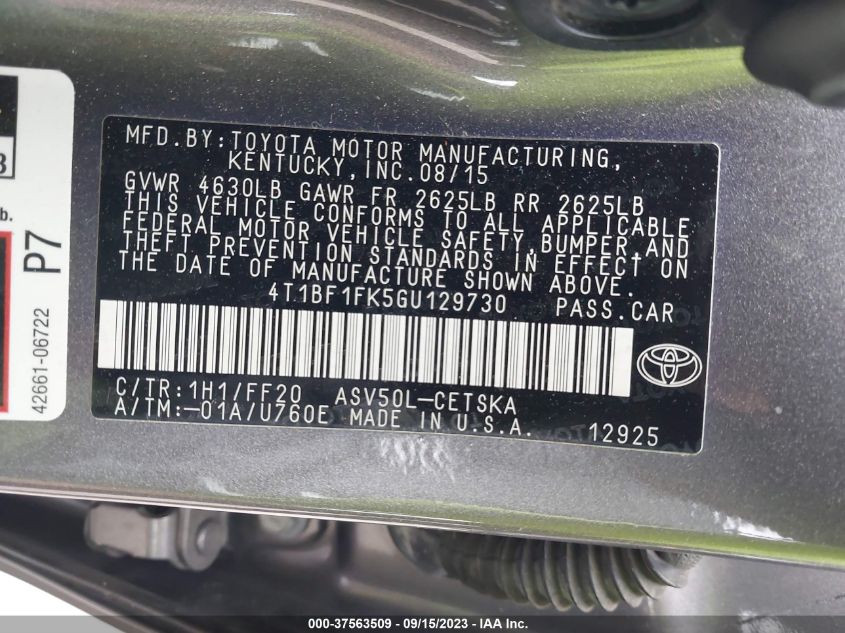 MFD.BY:TOYOTA MOTOR MANUFACTURING,
KENTUCKY,INC.08/15
GVWR 4630LB GAWR FR 2625LB RR 2625LB
THIS VEHICLE CONFORMS TO ALL APPLICABLE
FEDERAL MOTOR VEHICLE SAFETY,BUMPER,AND
THEFT PREVENTION STANDARDS IN EFFECT ON
THE DATE OF MANUFACTURE SHOWN ABOVE.
4T1BF1FK5GU129730 PASS.CAR
C/TR:1H1/FF20 ASV50L-CETSKA
A/TM:-01A/U760E MADE IN U.S.A. 12925
b.
P7
42661-06722
000-37563509 - 09/15/2023 - IAA Inc.